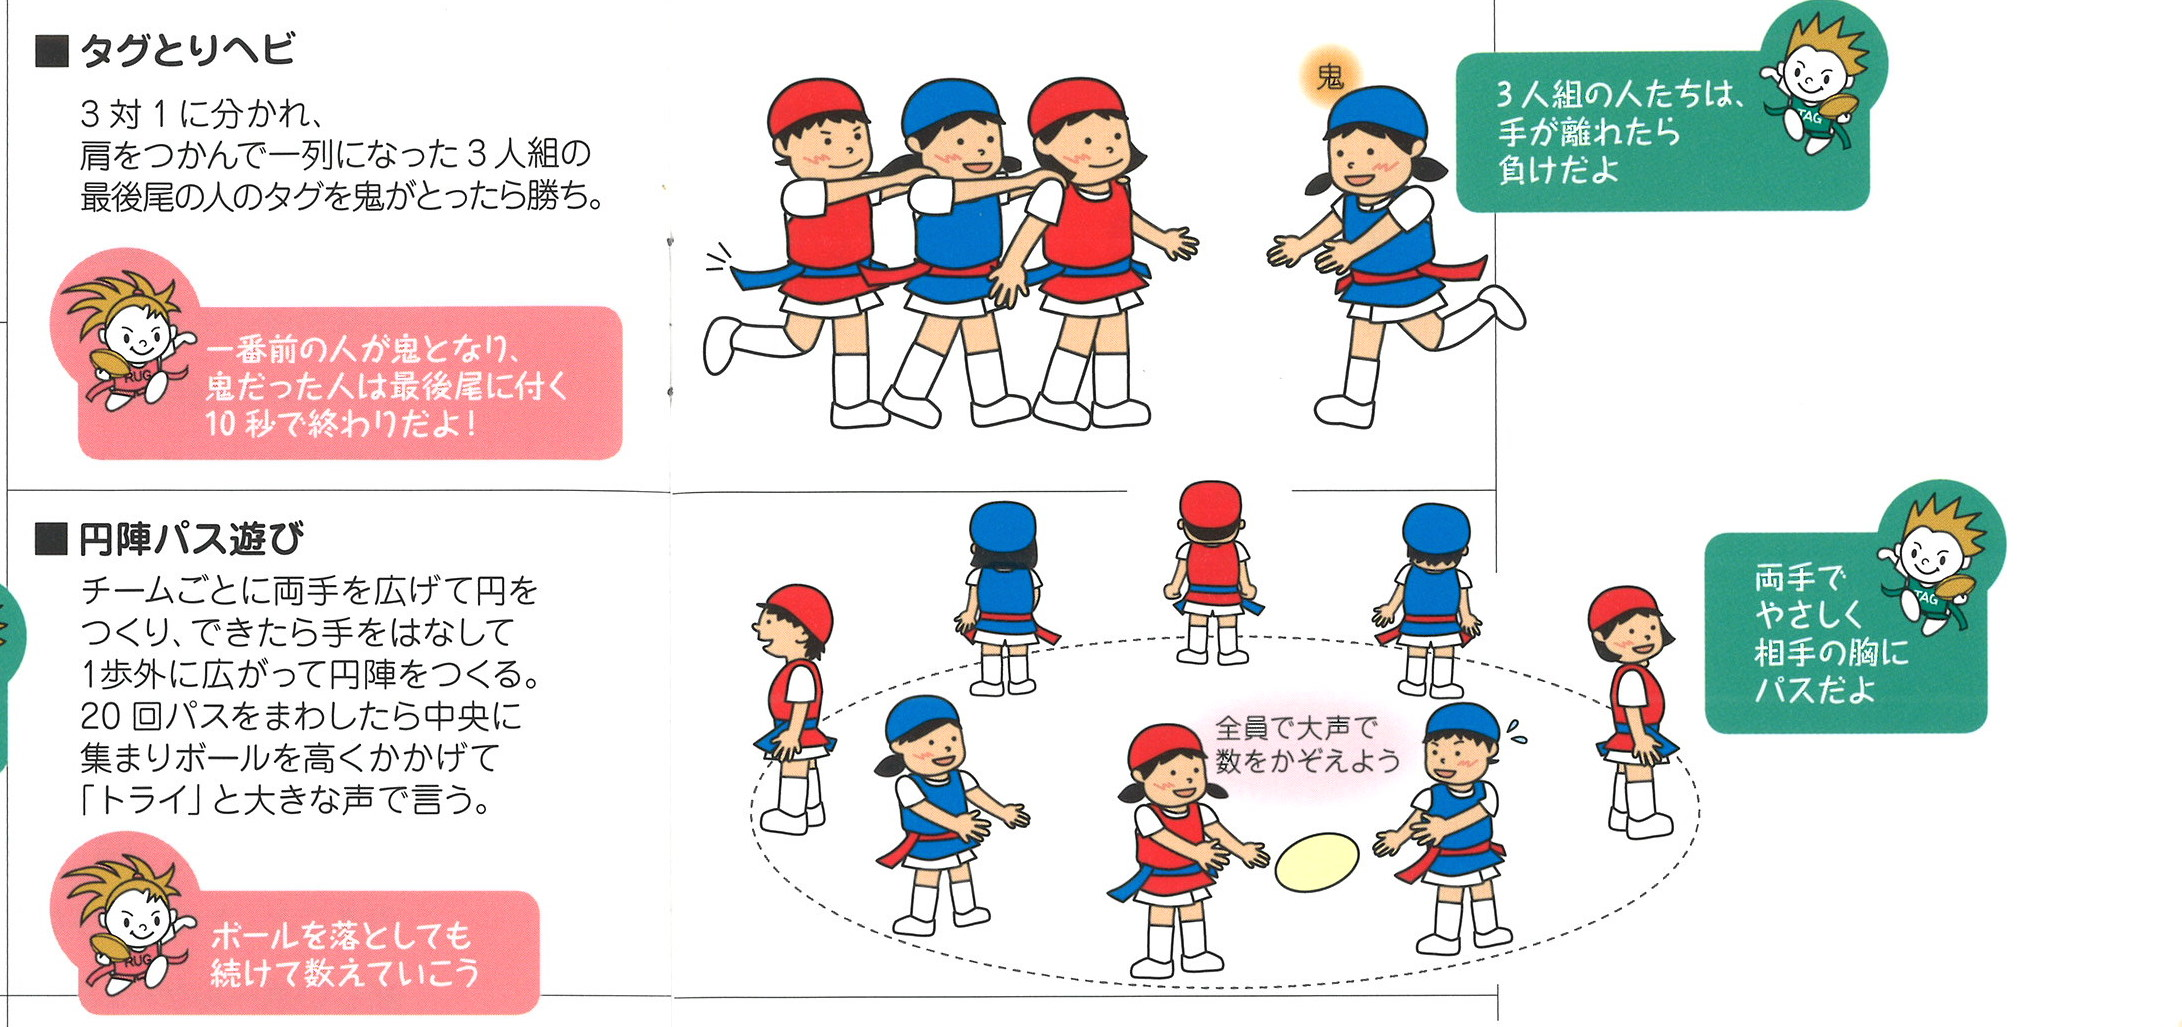 ■ タグとりヘビ
3対1に分かれ、
肩をつかんで一列になった3人組の
最後尾の人のタグを鬼がとったら勝ち。
一番前の人が鬼となり、
鬼だった人は最後尾に付く
10秒で終わりだよ！
RUG
鬼
3人組の人たちは、
手が離れたら
負けだよ
TAG
■ 円陣パス遊び
チームごとに両手を広げて円を
つくり、できたら手をはなして
1歩外に広がって円陣をつくる。
20回パスをまわしたら中央に
集まりボールを高くかかげて
「トライ」と大きな声で言う。
ボールを落としても
続けて数えていこう
RUG
全員で大声で
数をかぞえよう
両手で
やさしく
相手の胸に
パスだよ
TAG